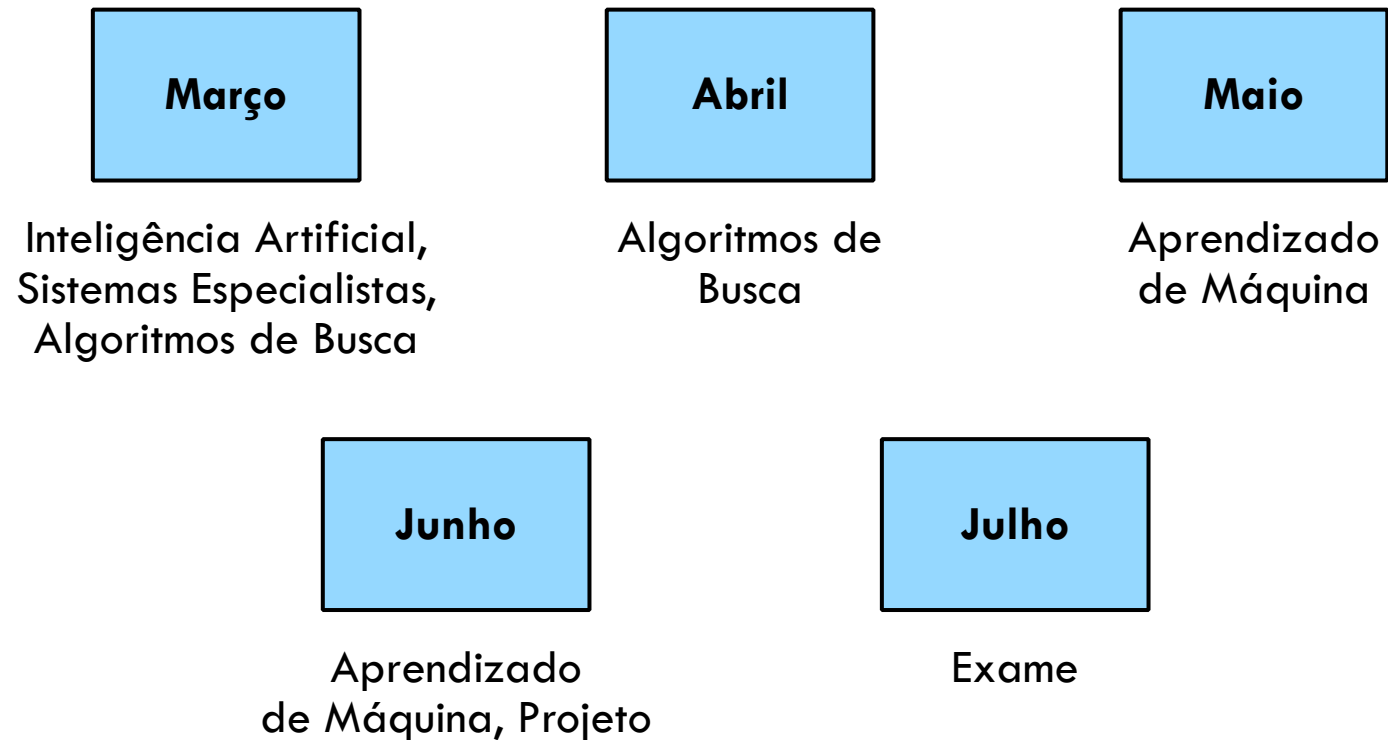 Março
Abril
Maio
Inteligência Artificial,
Sistemas Especialistas,
Algoritmos de Busca
Algoritmos de
Busca
Aprendizado
de Máquina
Junho
Julho
Aprendizado
de Máquina, Projeto
Exame